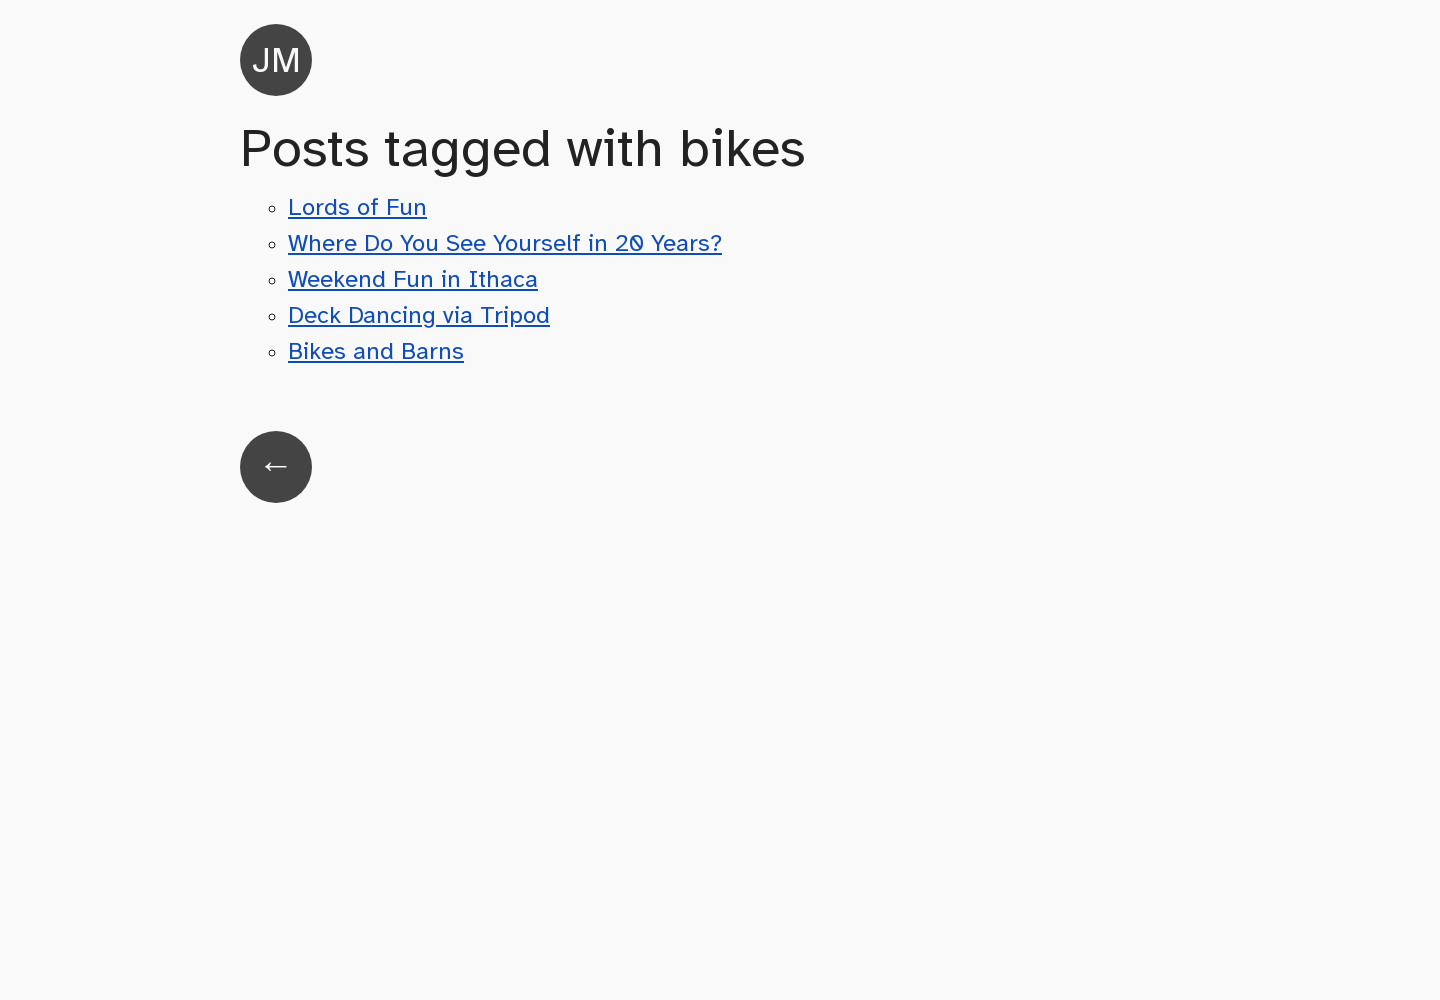 JM
Posts tagged with bikes
Lords of Fun
Where Do You See Yourself in 20 Years?
Weekend Fun in Ithaca
Deck Dancing via Tripod
Bikes and Barns
←